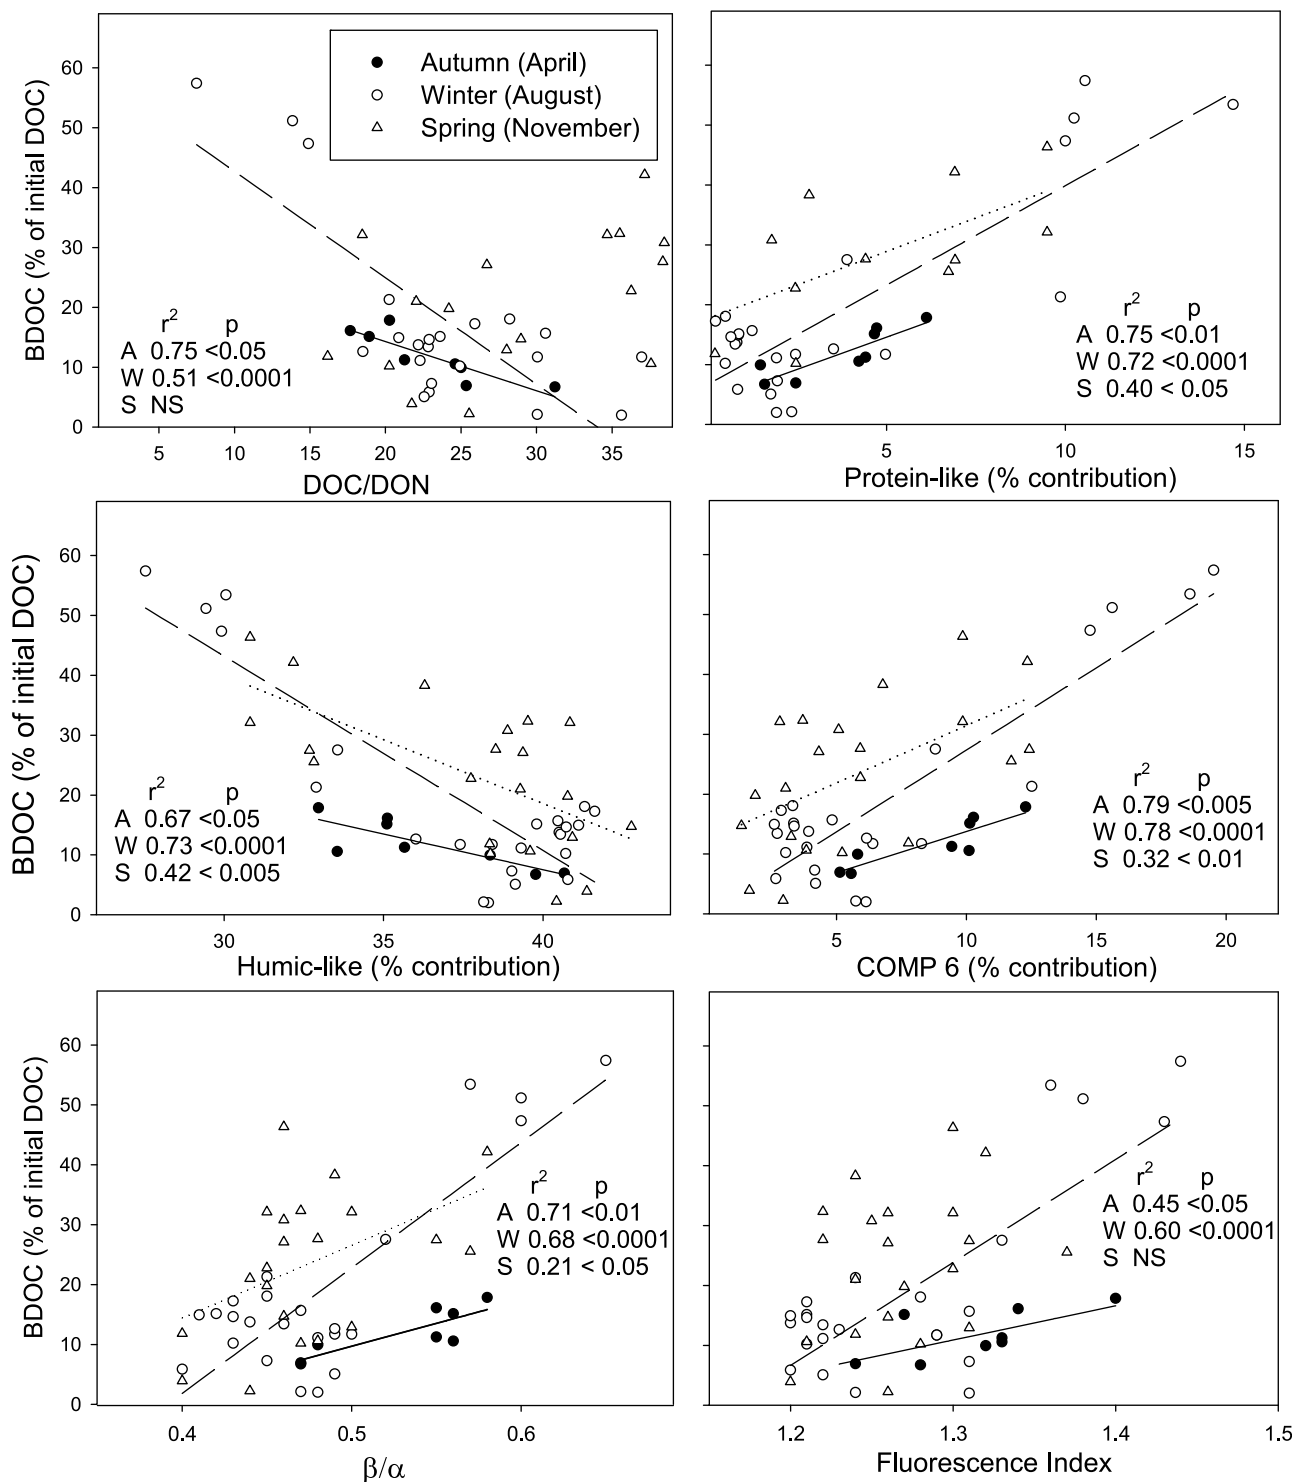 Autumn (April)
Winter (August)
Spring (November)
BDOC (% of initial DOC)
60
50
40
30
20
10
0
r2 p
A 0.75 <0.05
W 0.51 <0.0001
S NS
5 10 15 20 25 30 35
DOC/DON
r2 p
A 0.75 <0.01
W 0.72 <0.0001
S 0.40 < 0.05
5 10 15
Protein-like (% contribution)
BDOC (% of initial DOC)
60
50
40
30
20
10
0
r2 p
A 0.67 <0.05
W 0.73 <0.0001
S 0.42 < 0.005
30 35 40
Humic-like (% contribution)
r2 p
A 0.79 <0.005
W 0.78 <0.0001
S 0.32 < 0.01
5 10 15 20
COMP 6 (% contribution)
BDOC (% of initial DOC)
60
50
40
30
20
10
0
r2 p
A 0.71 <0.01
W 0.68 <0.0001
S 0.21 < 0.05
0.4 0.5 0.6
β/α
r2 p
A 0.45 <0.05
W 0.60 <0.0001
S NS
1.2 1.3 1.4 1.5
Fluorescence Index